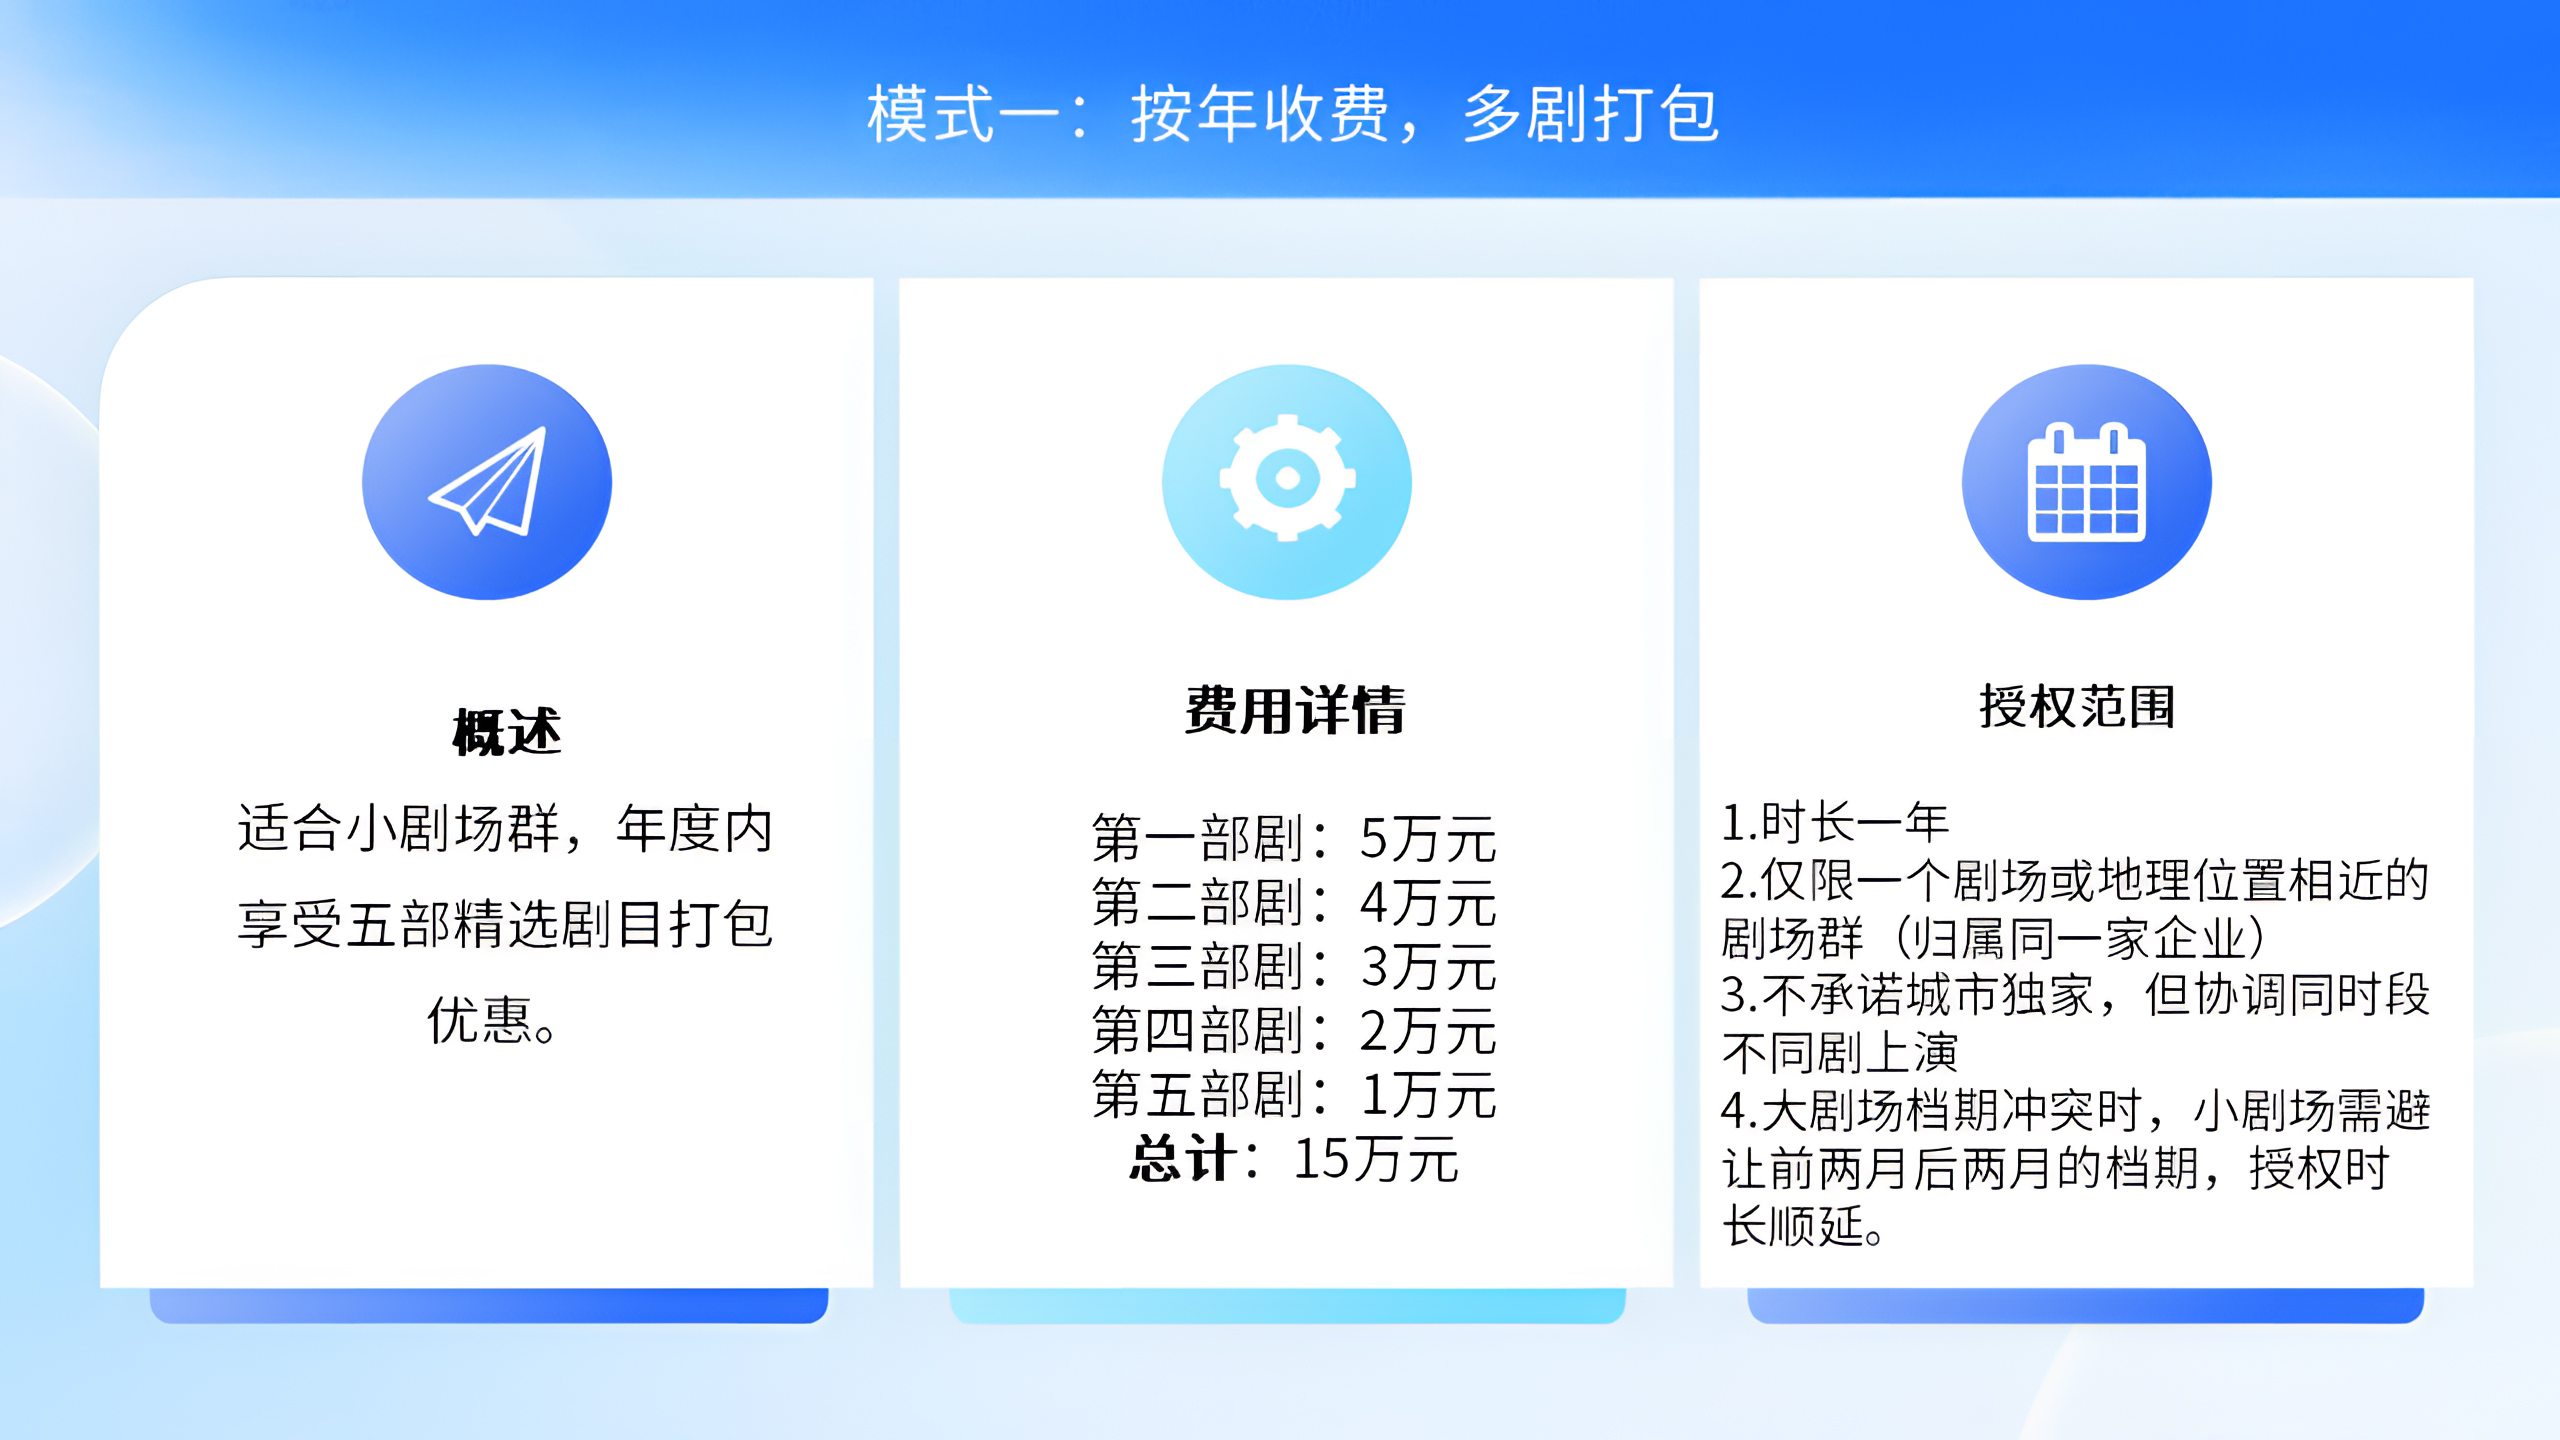 模式一：按年收费，多剧打包
概述
适合小剧场群，年度内
享受五部精选剧目打包
优惠。
费用详情
第一部剧：5万元
第二部剧：4万元
第三部剧：3万元
第四部剧：2万元
第五部剧：1万元
总计：15万元
授权范围
1.时长一年
2.仅限一个剧场或地理位置相近的
剧场群（归属同一家企业）
3.不承诺城市独家，但协调同时段
不同剧上演
4.大剧场档期冲突时，小剧场需避
让前两月后两月的档期，授权时
长顺延。